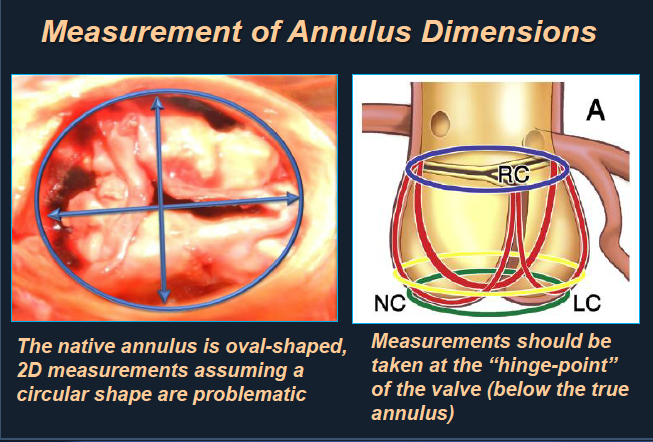 Measurement of Annulus Dimensions
A
RC
NC
LC
The native annulus is oval-shaped,
2D measurements assuming a
circular shape are problematic
Measurements should be
taken at the “hinge-point”
of the valve (below the true
annulus)